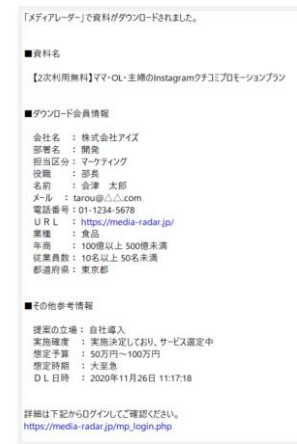 「メディアレーダー」で資料がダウンロードされました。
■資料名
【2次利用無料】ママ・OL・主婦のInstagramクチコミプロモーションプラン
■ダウンロード会員情報
会社名 : 株式会社アイズ
部署名 : 開発
担当区分 : マーケティング
役職 : 部長
名前 : 会津 太郎
メール : tarou@△△.com
電話番号 : 01-1234-5678
URL : https://media-radar.jp/
業種 : 食品
年商 : 100億以上 500億未満
従業員数 : 10名以上 50名未満
都道府県 : 東京都
■その他参考情報
提案の立場 : 自社導入
実施確度 : 実施決定しており、サービス選定中
想定予算 : 50万円～100万円
想定時期 : 大至急
DL日時 : 2020年11月26日 11:17:18
詳細は下記からログインしてご確認ください。
https://media-radar.jp/mp_login.php